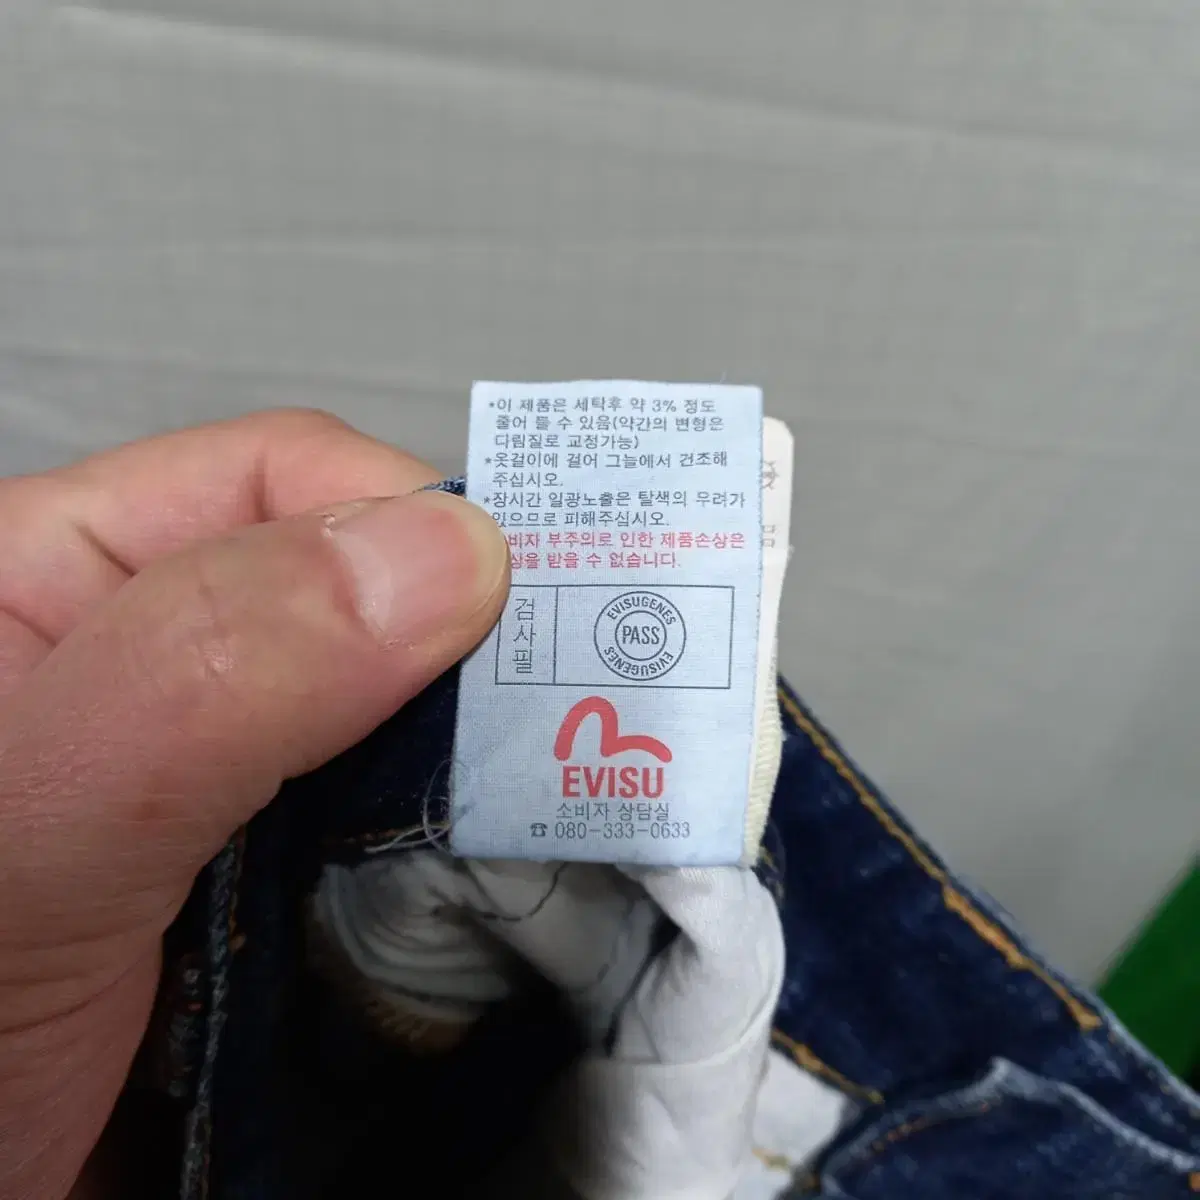 *이 제품은 세탁후 약 3% 정도
줄어 들 수 있음(약간의 변형은
다림질로 교정가능)
*옷걸이에 걸어 그늘에서 건조해
주십시오.
*장시간 일광노출은 탈색의 우려가
있으므로 피해주십시오.
부주의로 인한 제품손상은
받을 수 없습니다.
검사필
EVISUGENES
PASS
EVISUGENES
EVISU
소비자 상담실
☎ 080-333-0633